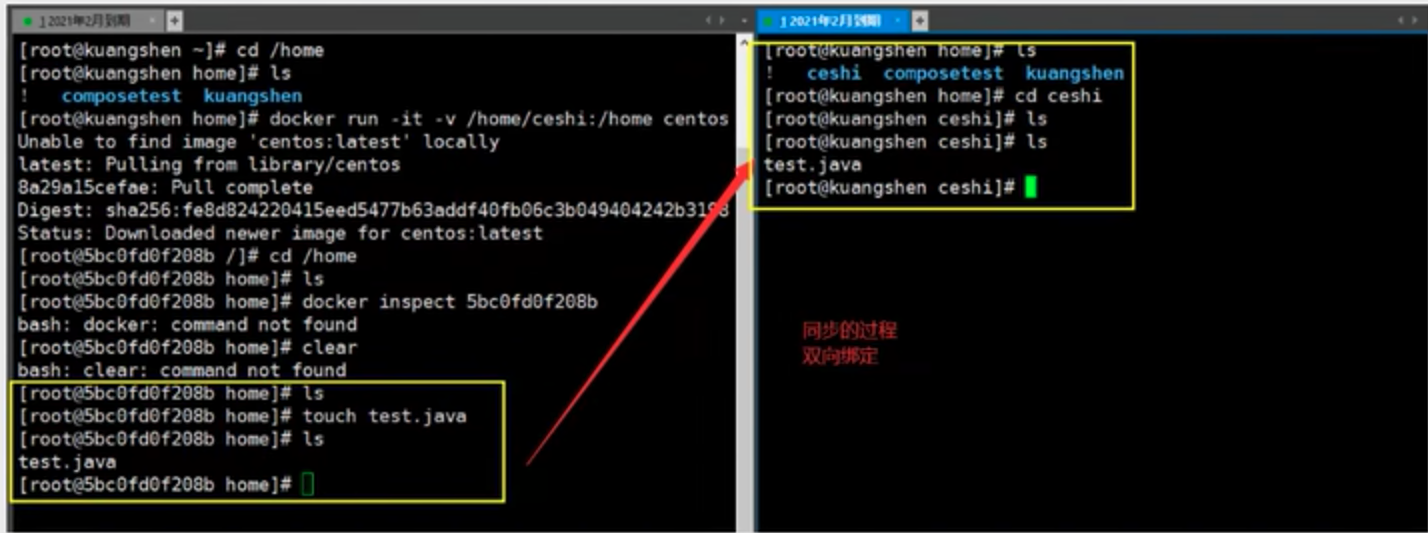 1 2021年2月到期
[root@kuangshen ~]# cd /home
[root@kuangshen home]# ls
!   composetest  kuangshen
[root@kuangshen home]# docker run -it -v /home/ceshi:/home centos
Unable to find image 'centos:latest' locally
latest: Pulling from library/centos
8a29a15cefae: Pull complete
Digest: sha256:fe8d824220415eed5477b63addf40fb06c3b049404242b3198
Status: Downloaded newer image for centos:latest
[root@5bc0fd0f208b /]# cd /home
[root@5bc0fd0f208b home]# ls
[root@5bc0fd0f208b home]# docker inspect 5bc0fd0f208b
bash: docker: command not found
[root@5bc0fd0f208b home]# clear
bash: clear: command not found
[root@5bc0fd0f208b home]# ls
[root@5bc0fd0f208b home]# touch test.java
[root@5bc0fd0f208b home]# ls
test.java
[root@5bc0fd0f208b home]#
1 2021年2月到期
[root@kuangshen home]# ls
!   ceshi  composetest  kuangshen
[root@kuangshen home]# cd ceshi
[root@kuangshen ceshi]# ls
[root@kuangshen ceshi]# ls
test.java
[root@kuangshen ceshi]#
同步的过程
双向绑定